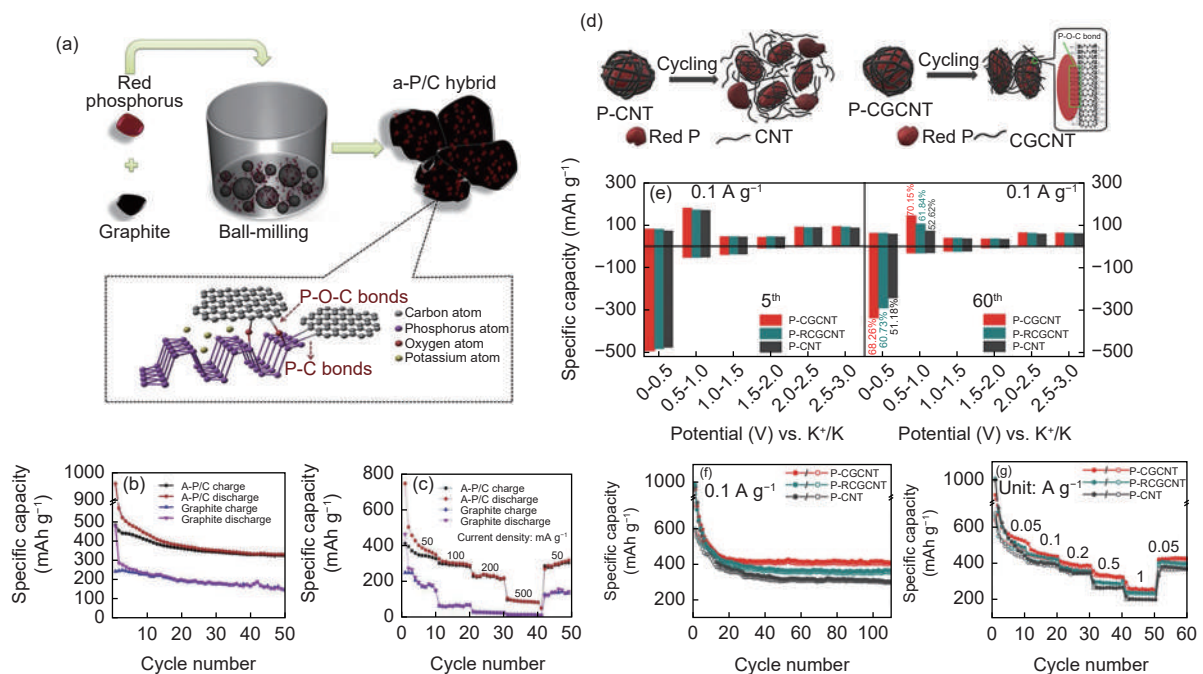 (a)
Red
phosphorus
Graphite
Ball-milling
a-P/C hybrid
P-O-C bonds
P-C bonds
Carbon atom
Phosphorus atom
Oxygen atom
Potassium atom
(d)
P-CNT
Cycling
Red P
CNT
P-CGCNT
Cycling
P-O-C bond
Red P
CGCNT
(e)
0.1 A g⁻¹
0.1 A g⁻¹
Specific capacity (mAh g⁻¹)
300
100
−100
−300
−500
300
100
−100
−300
−500
70.15%
61.84%
52.62%
68.26%
60.73%
51.18%
5th
P-CGCNT
P-RCGCNT
P-CNT
60th
P-CGCNT
P-RCGCNT
P-CNT
0-0.5
0.5-1.0
1.0-1.5
1.5-2.0
2.0-2.5
2.5-3.0
0-0.5
0.5-1.0
1.0-1.5
1.5-2.0
2.0-2.5
2.5-3.0
Potential (V) vs. K⁺/K
Potential (V) vs. K⁺/K
(b)
A-P/C charge
A-P/C discharge
Graphite charge
Graphite discharge
Specific capacity
(mAh g⁻¹)
1000
900
500
400
300
200
100
0
10 20 30 40 50
Cycle number
(c)
A-P/C charge
A-P/C discharge
Graphite charge
Graphite discharge
Current density: mA g⁻¹
50
100
200
500
50
Specific capacity
(mAh g⁻¹)
800
600
400
200
0
0 10 20 30 40 50
Cycle number
(f)
0.1 A g⁻¹
P-CGCNT
P-RCGCNT
P-CNT
Specific capacity
(mAh g⁻¹)
1000
800
600
400
200
0 20 40 60 80 100
Cycle number
(g)
Unit: A g⁻¹
P-CGCNT
P-RCGCNT
P-CNT
0.05
0.1
0.2
0.5
1
0.05
Specific capacity
(mAh g⁻¹)
1000
800
600
400
200
0 10 20 30 40 50 60
Cycle number